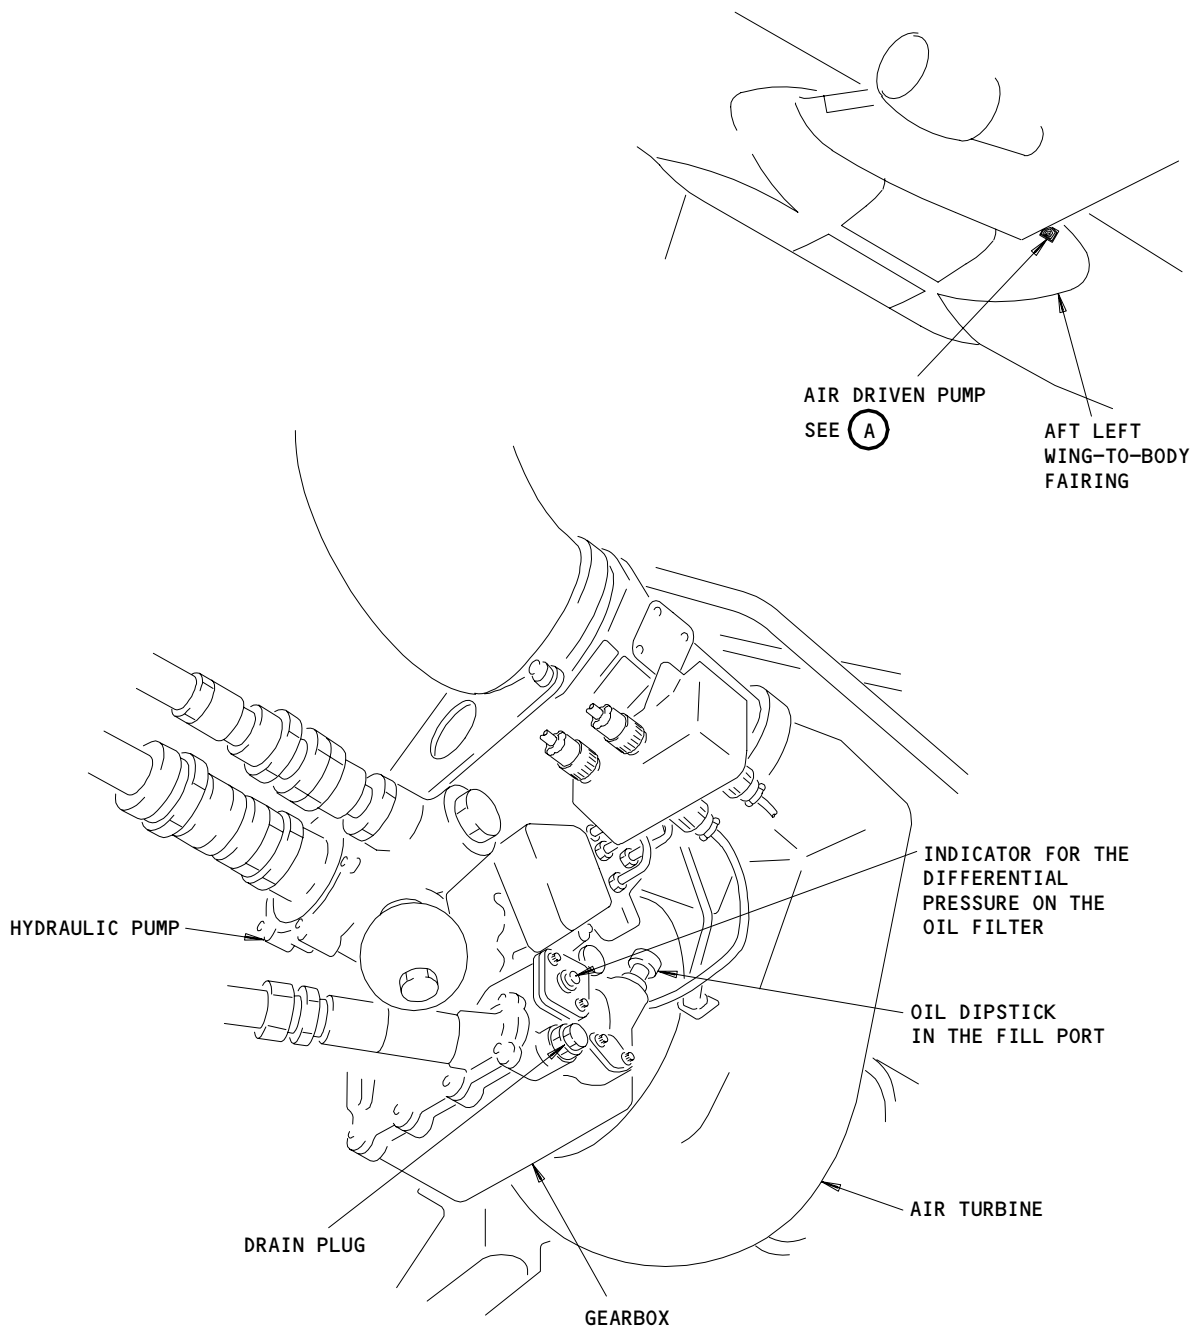 AIR DRIVEN PUMP
SEE A
AFT LEFT
WING-TO-BODY
FAIRING
INDICATOR FOR THE
DIFFERENTIAL
PRESSURE ON THE
OIL FILTER
HYDRAULIC PUMP
OIL DIPSTICK
IN THE FILL PORT
AIR TURBINE
DRAIN PLUG
GEARBOX